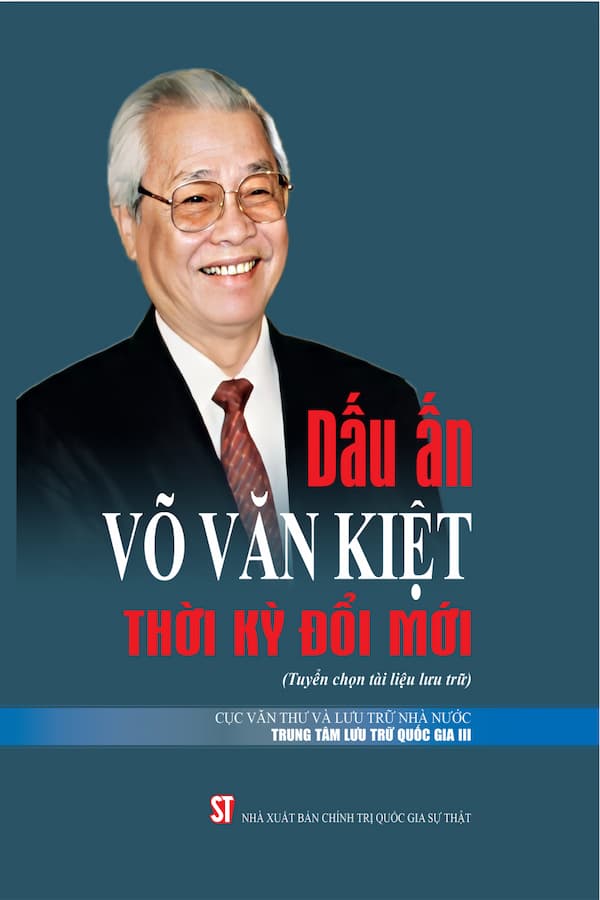 Dấu ấn
VÕ VĂN KIỆT
THỜI KỲ ĐỔI MỚI
(Tuyển chọn tài liệu lưu trữ)
CỤC VĂN THƯ VÀ LƯU TRỮ NHÀ NƯỚC
TRUNG TÂM LƯU TRỮ QUỐC GIA III
ST NHÀ XUẤT BẢN CHÍNH TRỊ QUỐC GIA SỰ THẬT